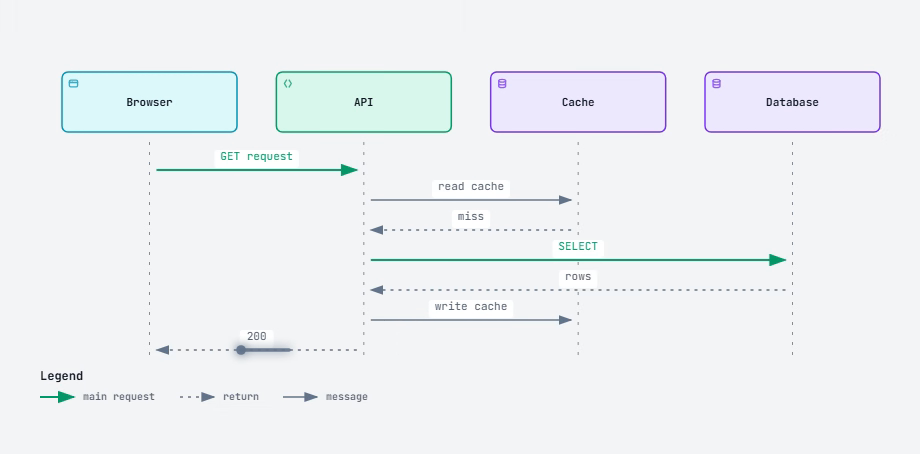 Browser
API
Cache
Database
GET request
read cache
miss
SELECT
rows
write cache
200
Legend
main request
return
message